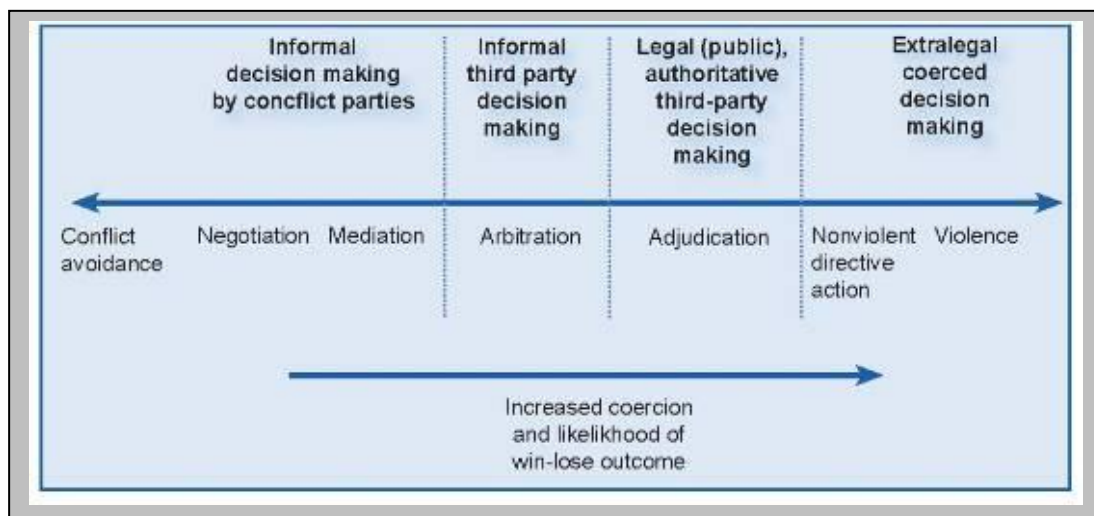 Informal
decision making
by concflict parties
Informal
third party
decision
making
Legal (public),
authoritative
third-party
decision
making
Extralegal
coerced
decision
making
Conflict
avoidance
Negotiation
Mediation
Arbitration
Adjudication
Nonviolent
directive
action
Violence
Increased coercion
and likelikhood of
win-lose outcome